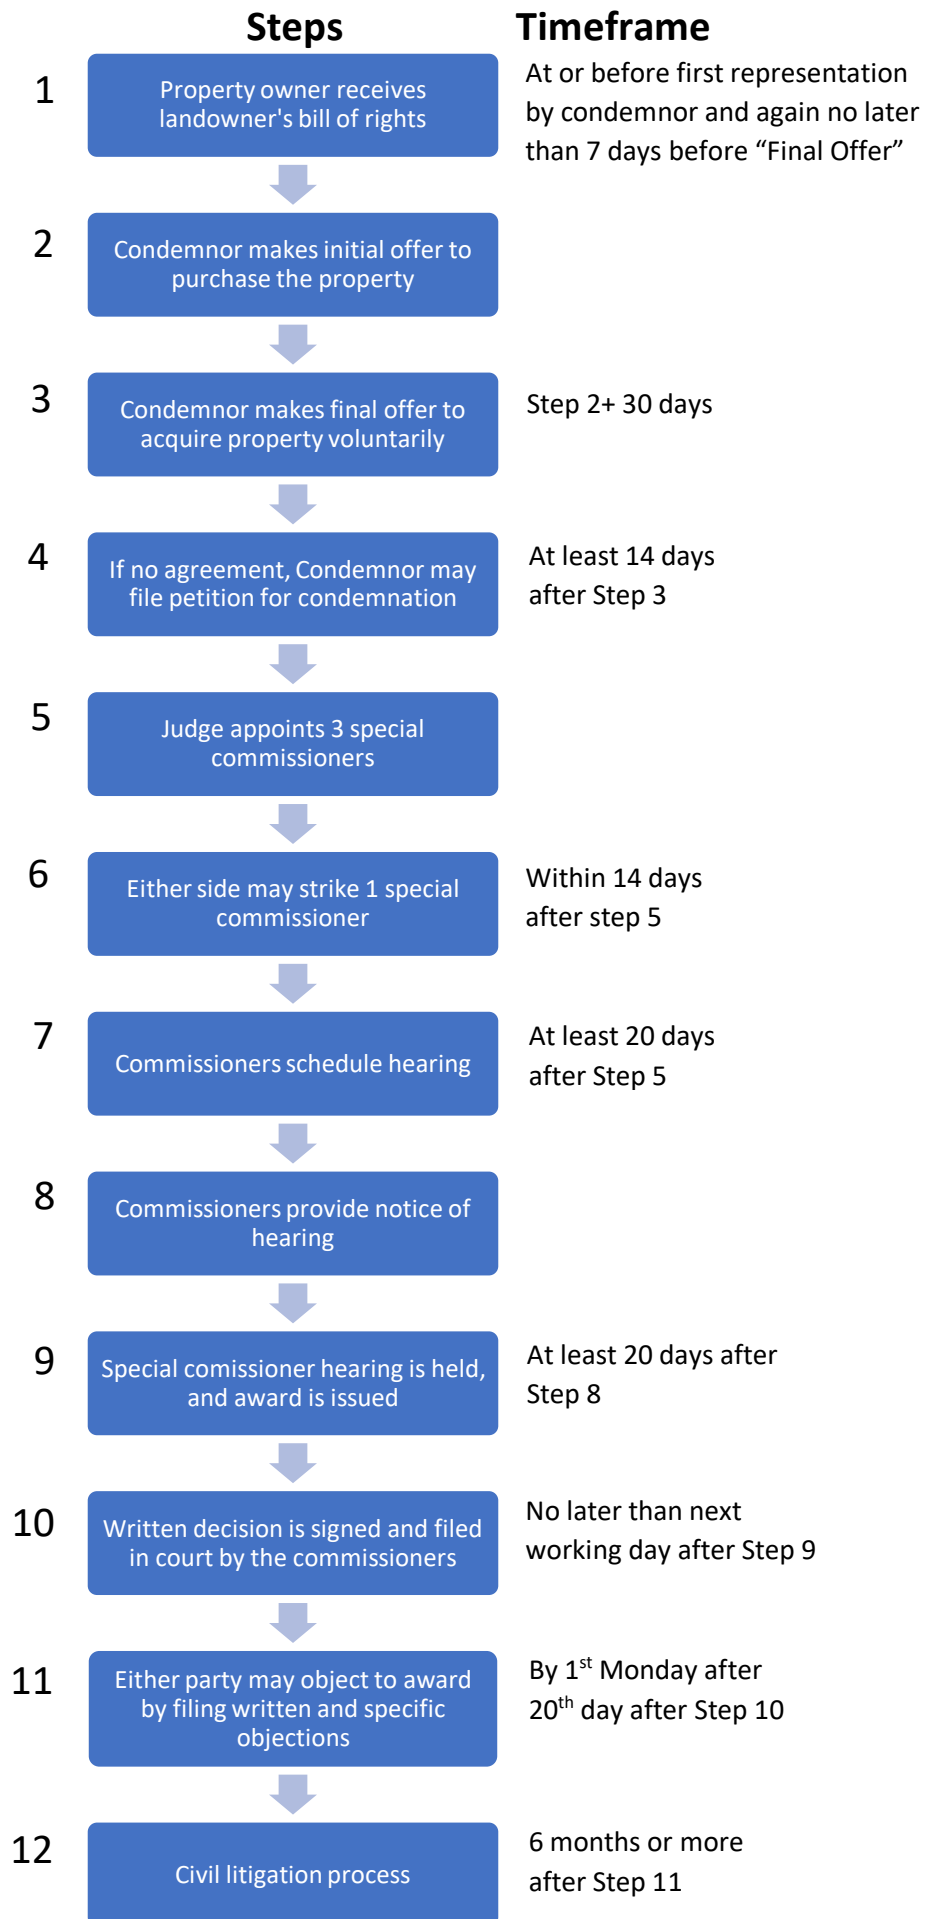 Steps
Timeframe
1
Property owner receives
landowner's bill of rights
At or before first representation
by condemnor and again no later
than 7 days before “Final Offer”
2
Condemnor makes initial offer to
purchase the property
3
Condemnor makes final offer to
acquire property voluntarily
Step 2+ 30 days
4
If no agreement, Condemnor may
file petition for condemnation
At least 14 days
after Step 3
5
Judge appoints 3 special
commissioners
6
Either side may strike 1 special
commissioner
Within 14 days
after step 5
7
Commissioners schedule hearing
At least 20 days
after Step 5
8
Commissioners provide notice of
hearing
9
Special comissioner hearing is held,
and award is issued
At least 20 days after
Step 8
10
Written decision is signed and filed
in court by the commissioners
No later than next
working day after Step 9
11
Either party may object to award
by filing written and specific
objections
By 1st Monday after
20th day after Step 10
12
Civil litigation process
6 months or more
after Step 11